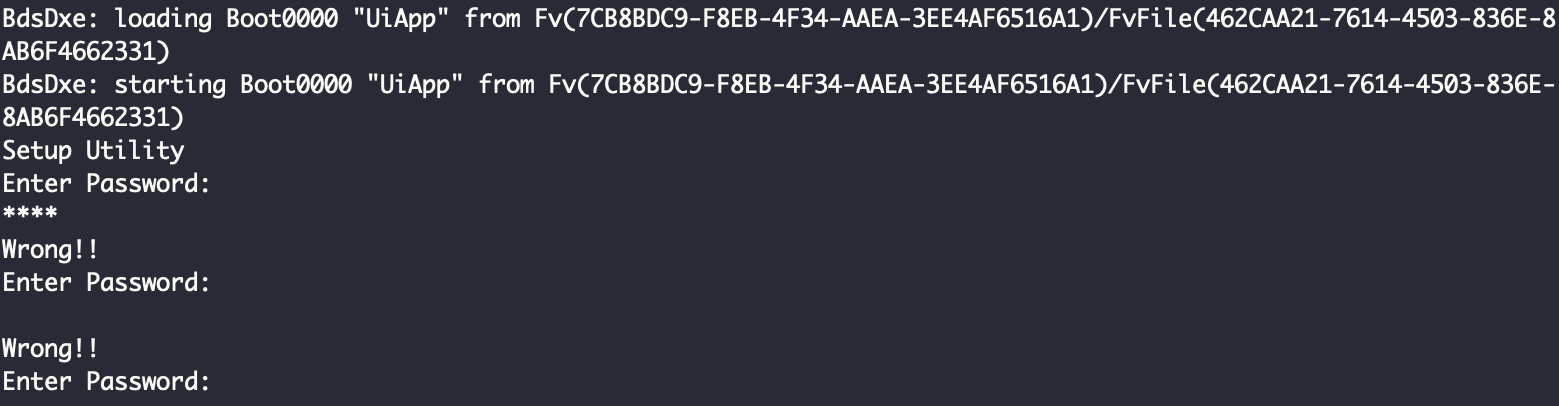 BdsDxe: loading Boot0000 "UiApp" from Fv(7CB8BDC9-F8EB-4F34-AAEA-3EE4AF6516A1)/FvFile(462CAA21-7614-4503-836E-8
AB6F4662331)
BdsDxe: starting Boot0000 "UiApp" from Fv(7CB8BDC9-F8EB-4F34-AAEA-3EE4AF6516A1)/FvFile(462CAA21-7614-4503-836E-
8AB6F4662331)
Setup Utility
Enter Password:
****
Wrong!!
Enter Password:
Wrong!!
Enter Password: